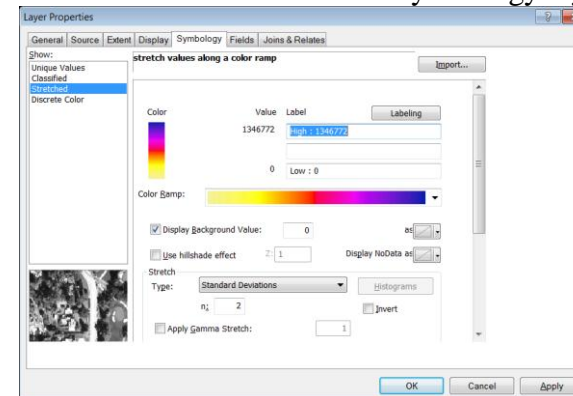 Layer Properties
General Source Extent Display Symbology Fields Joins & Relates
Show:
Unique Values
Classified
Stretched
Discrete Color
stretch values along a color ramp
Import...
Color Value Label Labeling
1346772 High : 1346772
0 Low : 0
Color Ramp:
Display Background Value: 0 as
Use hillshade effect Z: 1 Display NoData as
Stretch
Type: Standard Deviations Histograms
n: 2 Invert
Apply Gamma Stretch: 1
OK Cancel Apply